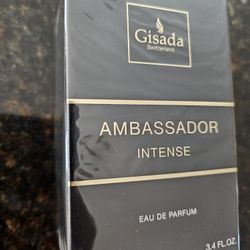 Gisada
Switzerland
AMBASSADOR
INTENSE
EAU DE PARFUM
3.4 FL.OZ.